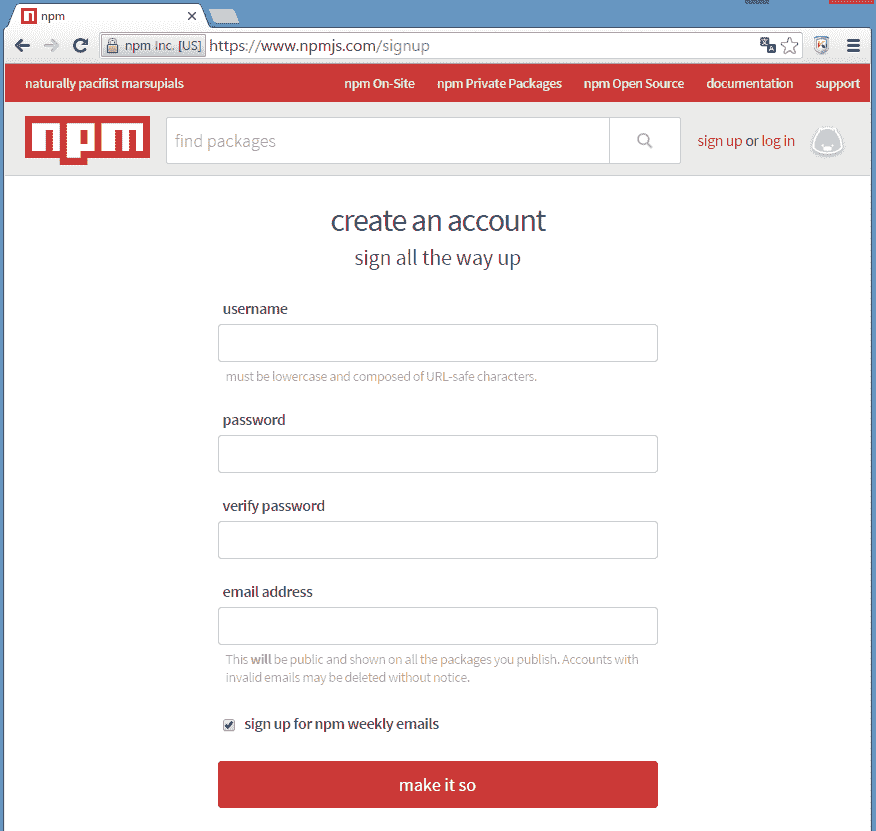 npm
npm Inc. [US] https://www.npmjs.com/signup
naturally pacifist marsupials npm On-Site npm Private Packages npm Open Source documentation support
npm find packages sign up or log in
create an account
sign all the way up
username
must be lowercase and composed of URL-safe characters.
password
verify password
email address
This will be public and shown on all the packages you publish. Accounts with
invalid emails may be deleted without notice.
sign up for npm weekly emails
make it so